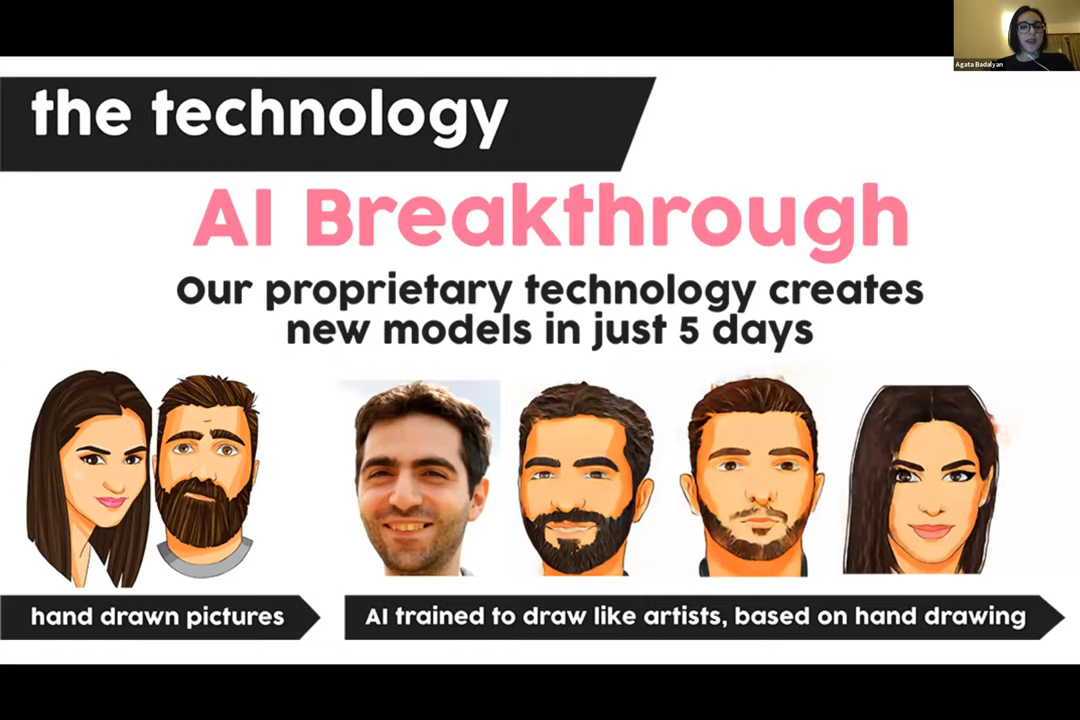 Agata Badalyan
the technology
AI Breakthrough
Our proprietary technology creates
new models in just 5 days
hand drawn pictures
AI trained to draw like artists, based on hand drawing